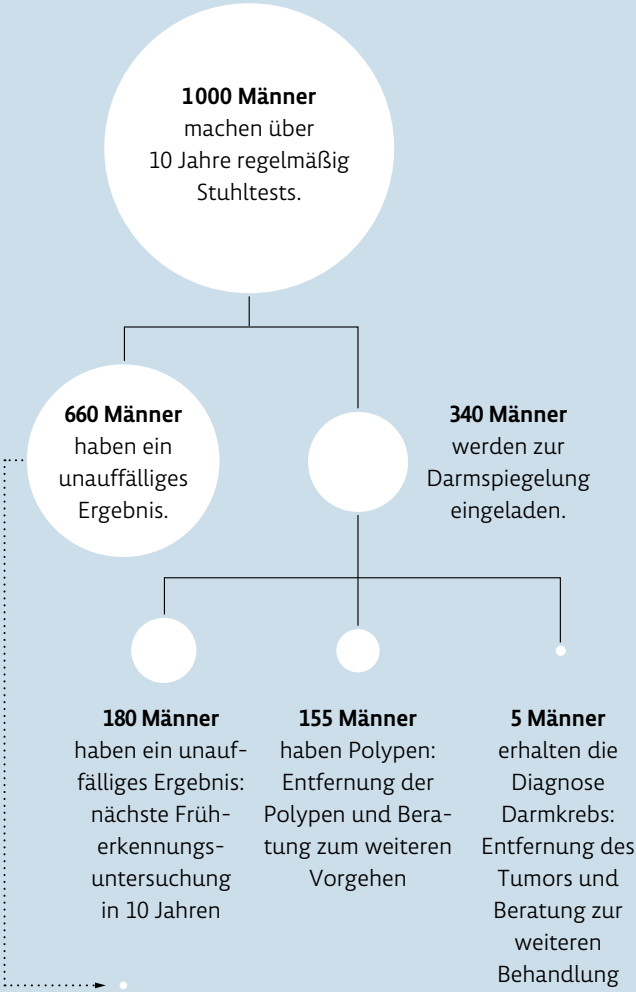 1000 Männer
machen über
10 Jahre regelmäßig
Stuhltests.
660 Männer
haben ein
unauffälliges
Ergebnis.
340 Männer
werden zur
Darmspiegelung
eingeladen.
180 Männer
haben ein unauf-
fälliges Ergebnis:
nächste Früh-
erkennungs-
untersuchung
in 10 Jahren
155 Männer
haben Polypen:
Entfernung der
Polypen und Bera-
tung zum weiteren
Vorgehen
5 Männer
erhalten die
Diagnose
Darmkrebs:
Entfernung des
Tumors und
Beratung zur
weiteren
Behandlung